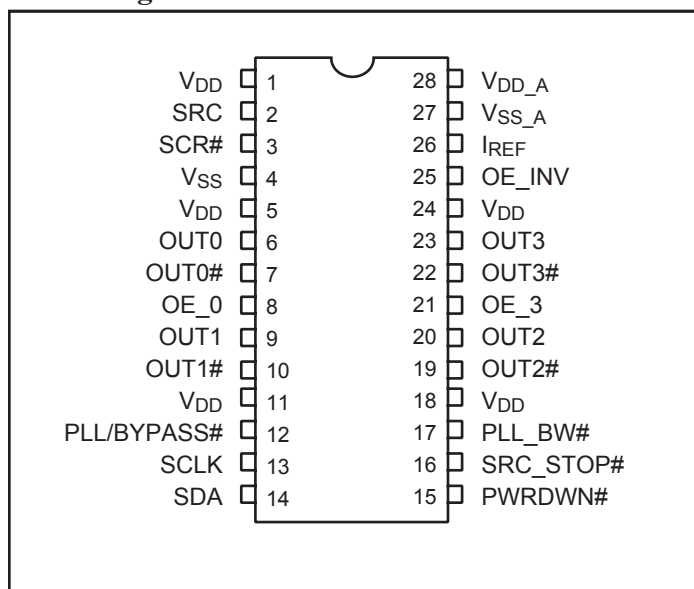 V_DD 1 28 V_DD_A
SRC 2 27 V_SS_A
SCR# 3 26 I_REF
V_SS 4 25 OE_INV
V_DD 5 24 V_DD
OUT0 6 23 OUT3
OUT0# 7 22 OUT3#
OE_0 8 21 OE_3
OUT1 9 20 OUT2
OUT1# 10 19 OUT2#
V_DD 11 18 V_DD
PLL/BYPASS# 12 17 PLL_BW#
SCLK 13 16 SRC_STOP#
SDA 14 15 PWRDWN#